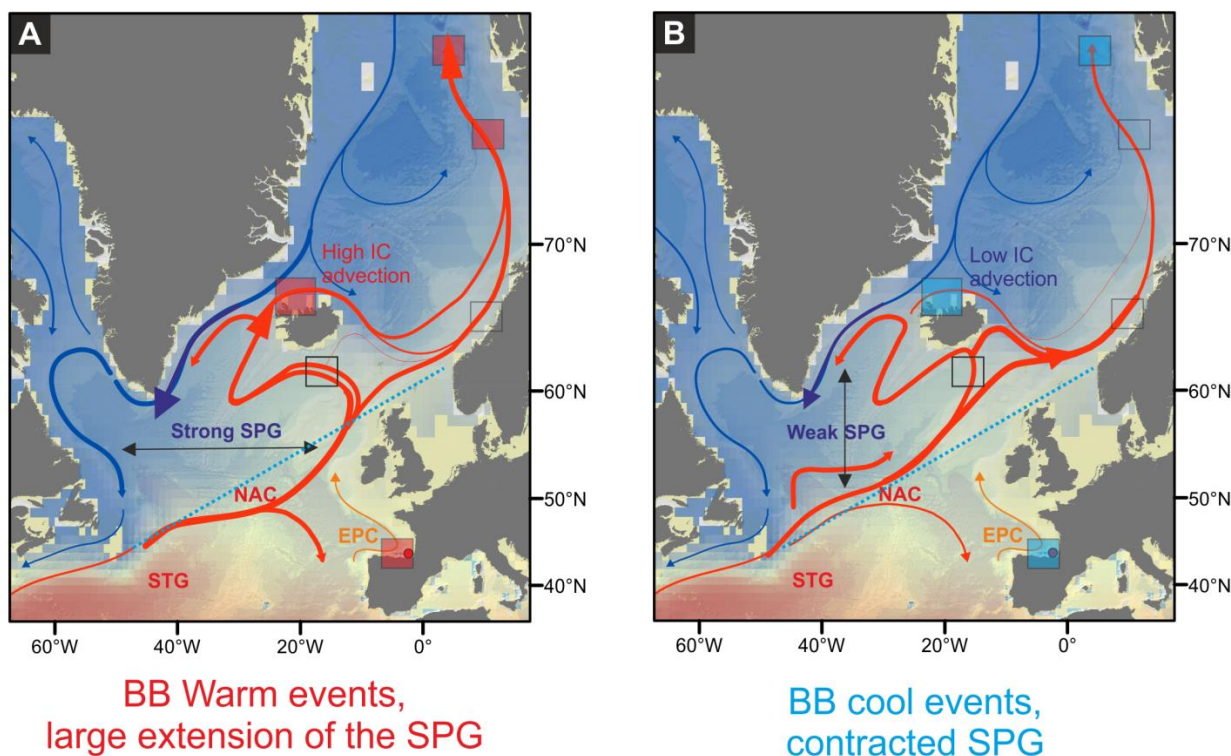 A
High IC
advection
Strong SPG
NAC
EPC
STG
70°N
60°N
50°N
40°N
60°W
40°W
20°W
0°
BB Warm events,
large extension of the SPG
B
Low IC
advection
Weak SPG
NAC
EPC
STG
70°N
60°N
50°N
40°N
60°W
40°W
20°W
0°
BB cool events,
contracted SPG